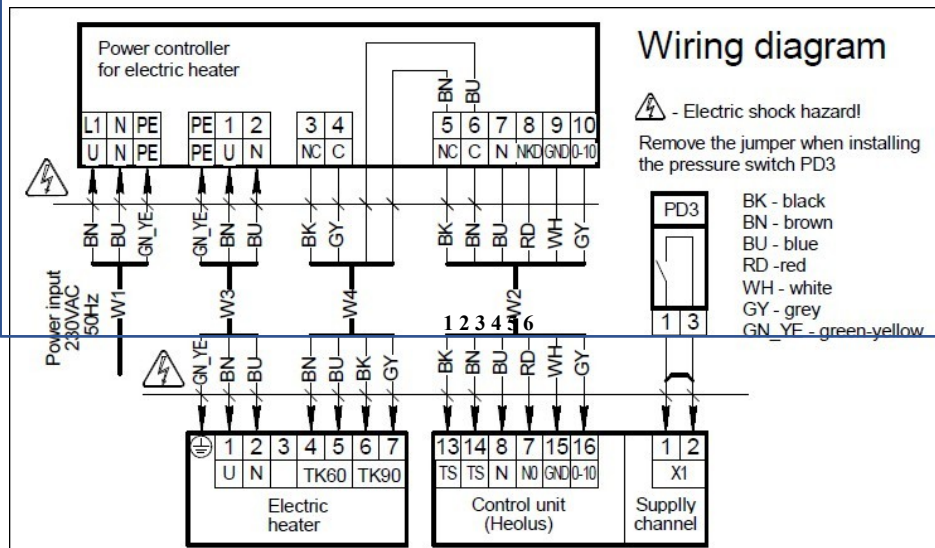 Wiring diagram
Power controller
for electric heater
BN
BU
L1 N PE PE 1 2 3 4 5 6 7 8 9 10
U N PE PE U N NC C NC C N NKD GND 0-10
- Electric shock hazard!
Remove the jumper when installing
the pressure switch PD3
PD3
1 3
BK - black
BN - brown
BU - blue
RD -red
WH - white
GY - grey
GN_YE - green-yellow
BN BU GN_YE GN_YE BN BU BK GY BK BN BU RD WH GY
Power input
230VAC
50Hz
W1 W3 W4 W2
1 2 3 4 5 6
GN_YE BN BU BN BU BK GY BK BN BU RD WH GY
1 2 3 4 5 6 7 13 14 8 7 15 16 1 2
U N TK60 TK90 TS TS N N0 GND 0-10 X1
Electric
heater
Control unit
(Heolus)
Supplly
channel